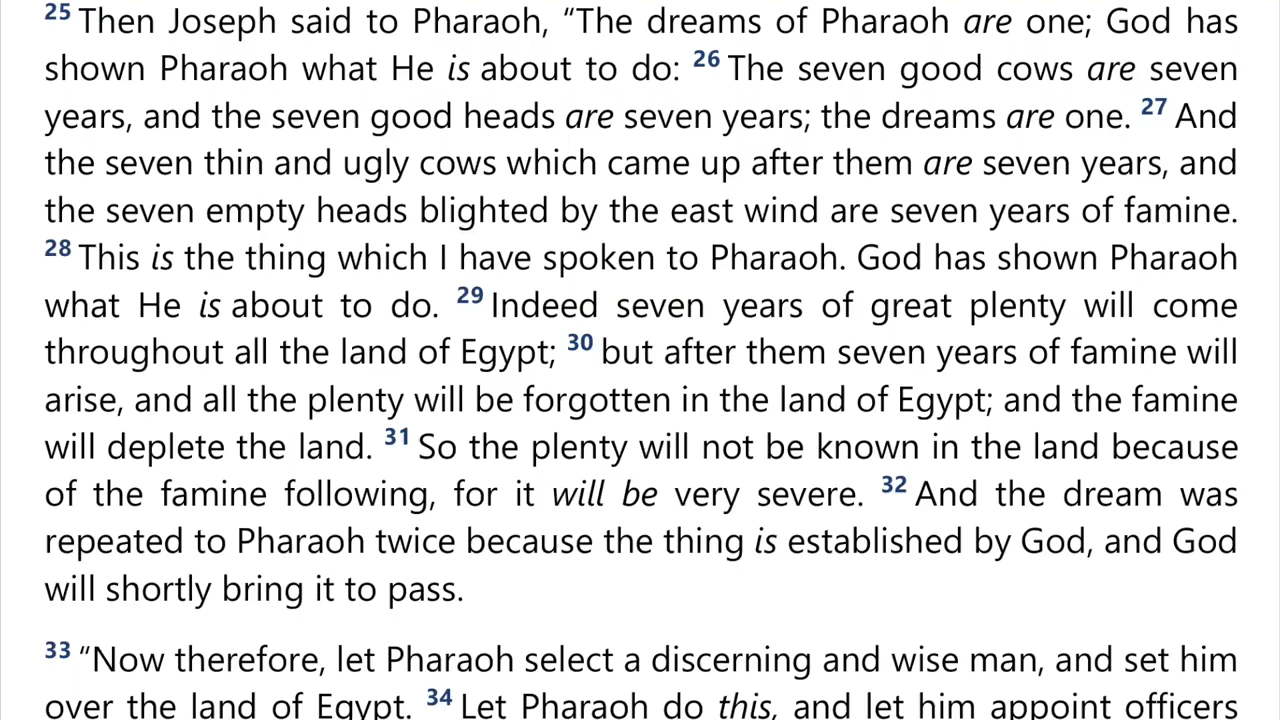 25 Then Joseph said to Pharaoh, “The dreams of Pharaoh are one; God has
shown Pharaoh what He is about to do: 26 The seven good cows are seven
years, and the seven good heads are seven years; the dreams are one. 27 And
the seven thin and ugly cows which came up after them are seven years, and
the seven empty heads blighted by the east wind are seven years of famine.
28 This is the thing which I have spoken to Pharaoh. God has shown Pharaoh
what He is about to do. 29 Indeed seven years of great plenty will come
throughout all the land of Egypt; 30 but after them seven years of famine will
arise, and all the plenty will be forgotten in the land of Egypt; and the famine
will deplete the land. 31 So the plenty will not be known in the land because
of the famine following, for it will be very severe. 32 And the dream was
repeated to Pharaoh twice because the thing is established by God, and God
will shortly bring it to pass.
33 “Now therefore, let Pharaoh select a discerning and wise man, and set him
over the land of Egypt. 34 Let Pharaoh do this, and let him appoint officers